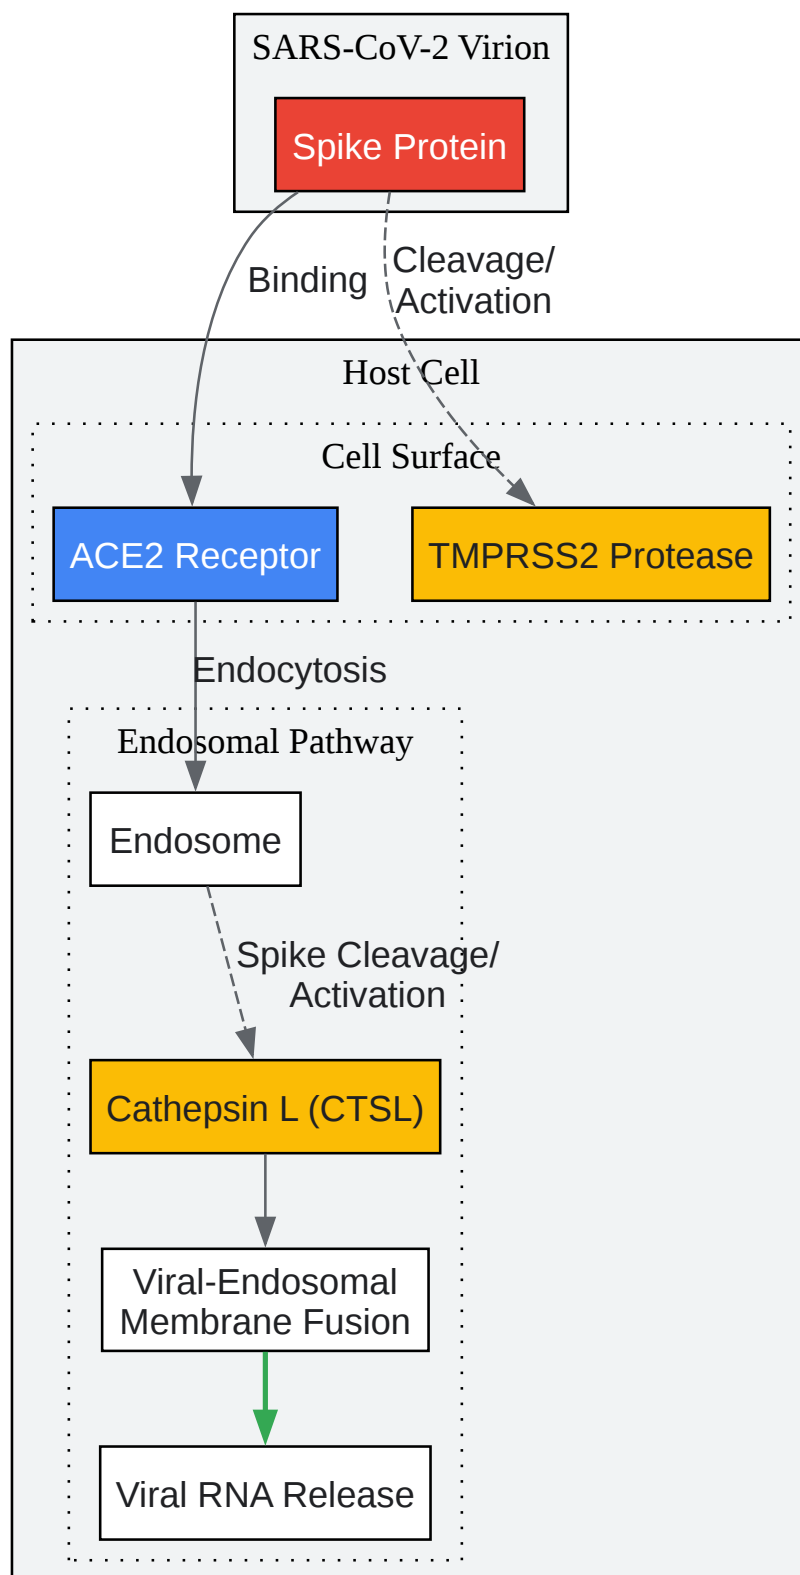 SARS-CoV-2 Virion
Spike Protein
Binding
Cleavage/
Activation
Host Cell
Cell Surface
ACE2 Receptor
TMPRSS2 Protease
Endocytosis
Endosomal Pathway
Endosome
Spike Cleavage/
Activation
Cathepsin L (CTSL)
Viral-Endosomal
Membrane Fusion
Viral RNA Release